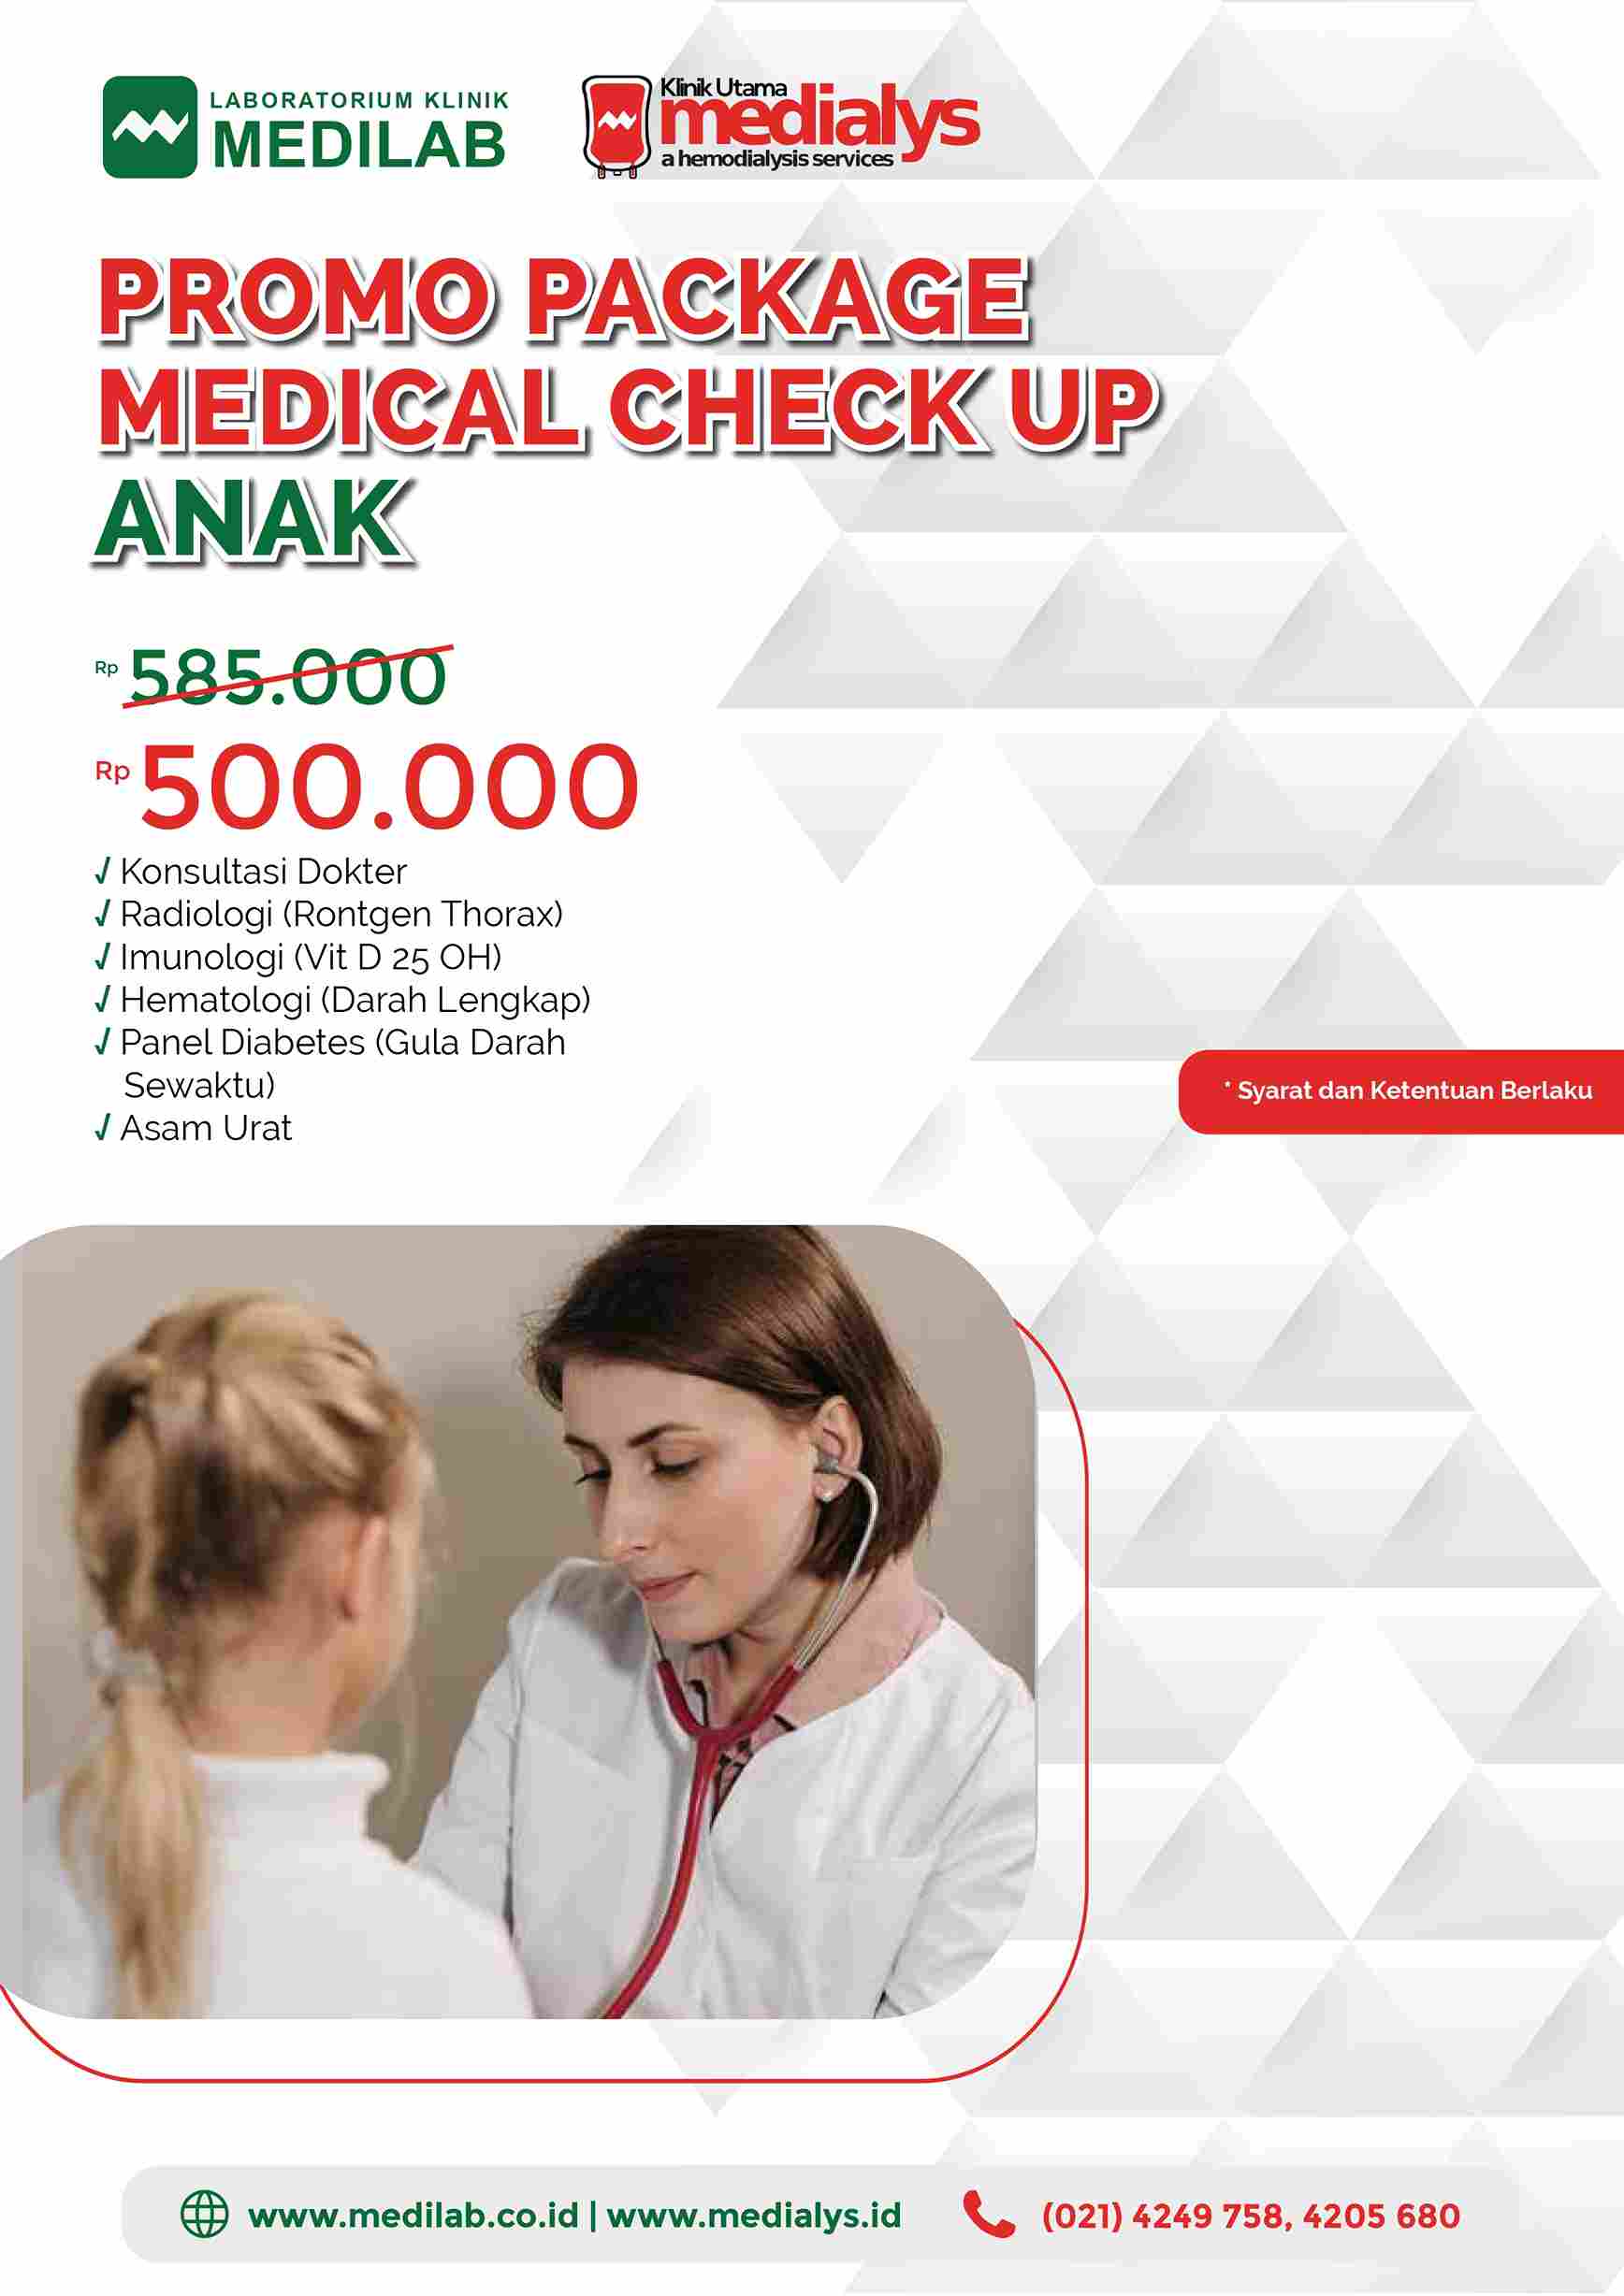 LABORATORIUM KLINIK
MEDILAB
Klinik Utama
medialys
a hemodialysis services
PROMO PACKAGE
MEDICAL CHECK UP
ANAK
Rp 585.000
Rp 500.000
√ Konsultasi Dokter
√ Radiologi (Rontgen Thorax)
√ Imunologi (Vit D 25 OH)
√ Hematologi (Darah Lengkap)
√ Panel Diabetes (Gula Darah
Sewaktu)
√ Asam Urat
* Syarat dan Ketentuan Berlaku
www.medilab.co.id | www.medialys.id
(021) 4249 758, 4205 680